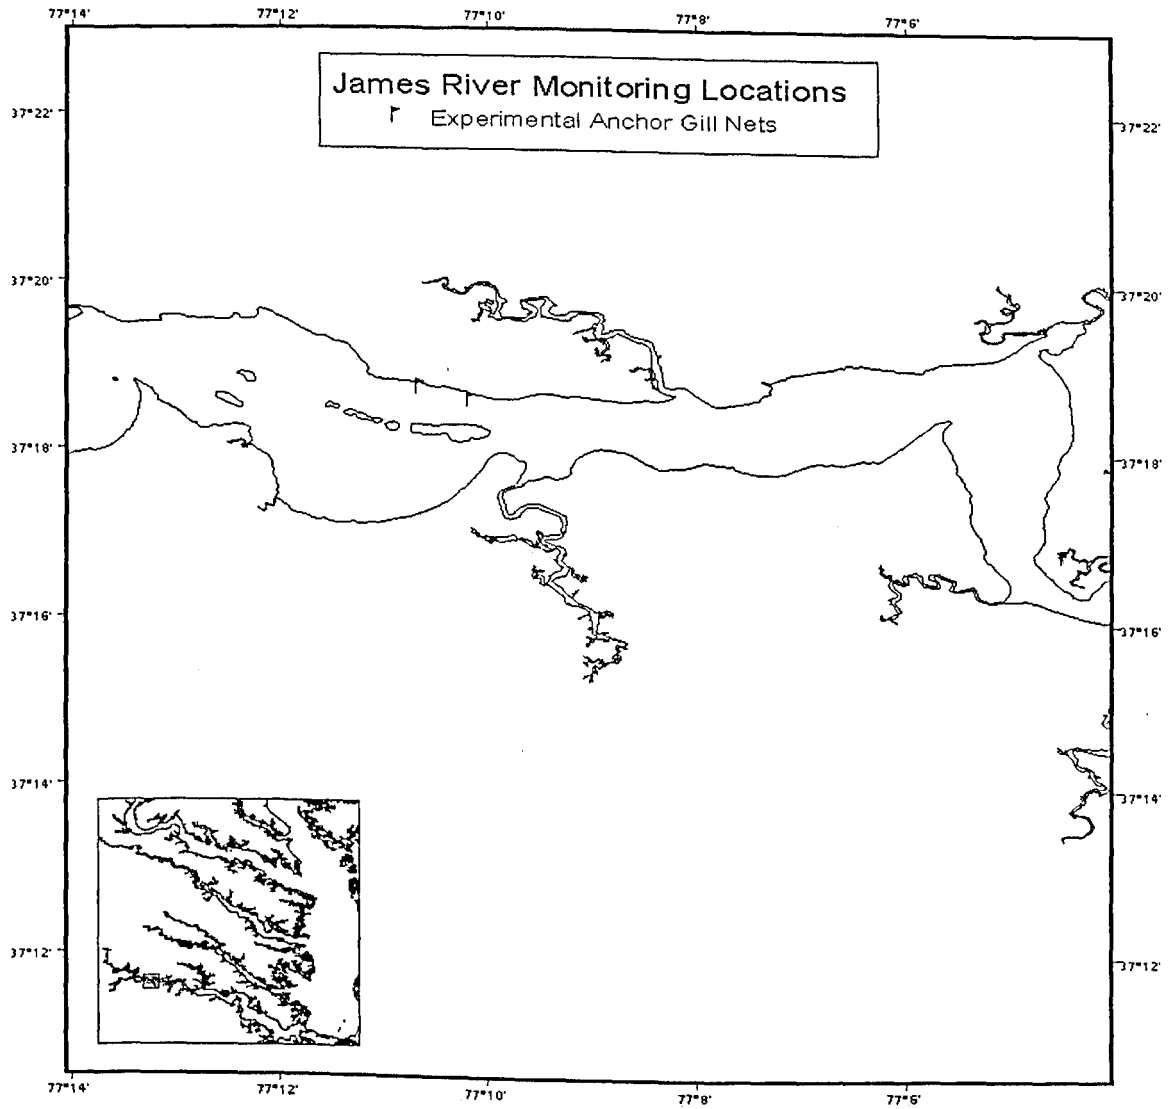 77°14' 77°12' 77°10' 77°8' 77°6'
James River Monitoring Locations
Experimental Anchor Gill Nets
37°22' 37°22'
37°20' 37°20'
37°18' 37°18'
37°16' 37°16'
37°14' 37°14'
37°12' 37°12'
77°14' 77°12' 77°10' 77°8' 77°6'